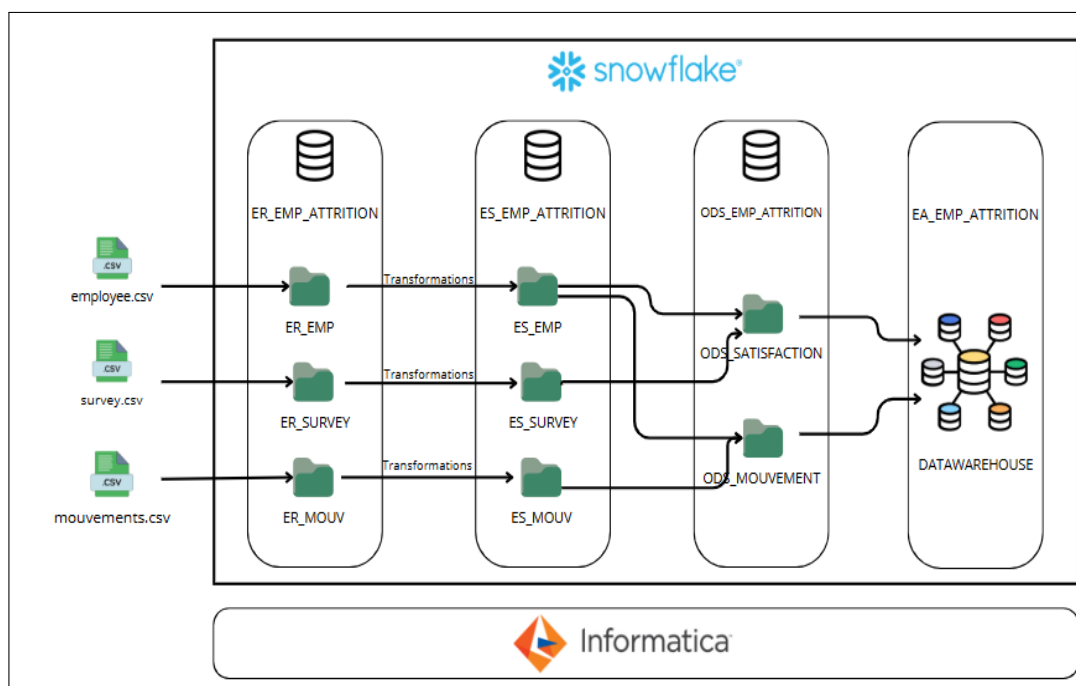 snowflake®
ER_EMP_ATTRITION
ES_EMP_ATTRITION
ODS_EMP_ATTRITION
EA_EMP_ATTRITION
.CSV
employee.csv
Transformations
ER_EMP
ES_EMP
ODS_SATISFACTION
.CSV
survey.csv
Transformations
ER_SURVEY
ES_SURVEY
.CSV
mouvements.csv
Transformations
ER_MOUV
ES_MOUV
ODS_MOUVEMENT
DATAWAREHOUSE
Informatica